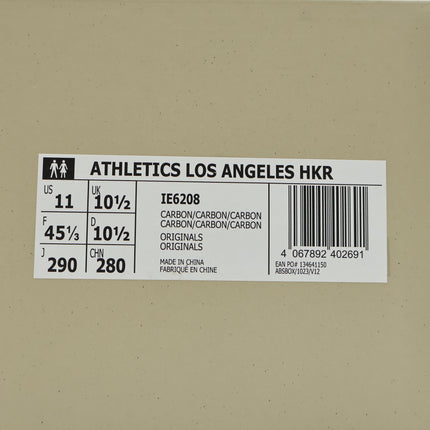 ATHLETICS LOS ANGELES HKR
US 11 UK 10½
F 45⅓ D 10½
J 290 CHN 280
IE6208
CARBON/CARBON/CARBON
CARBON/CARBON/CARBON
ORIGINALS
ORIGINALS
MADE IN CHINA
FABRIQUÉ EN CHINE
4 067892 402691
EAN PO# 134641150
ABSBOX/1023/V12